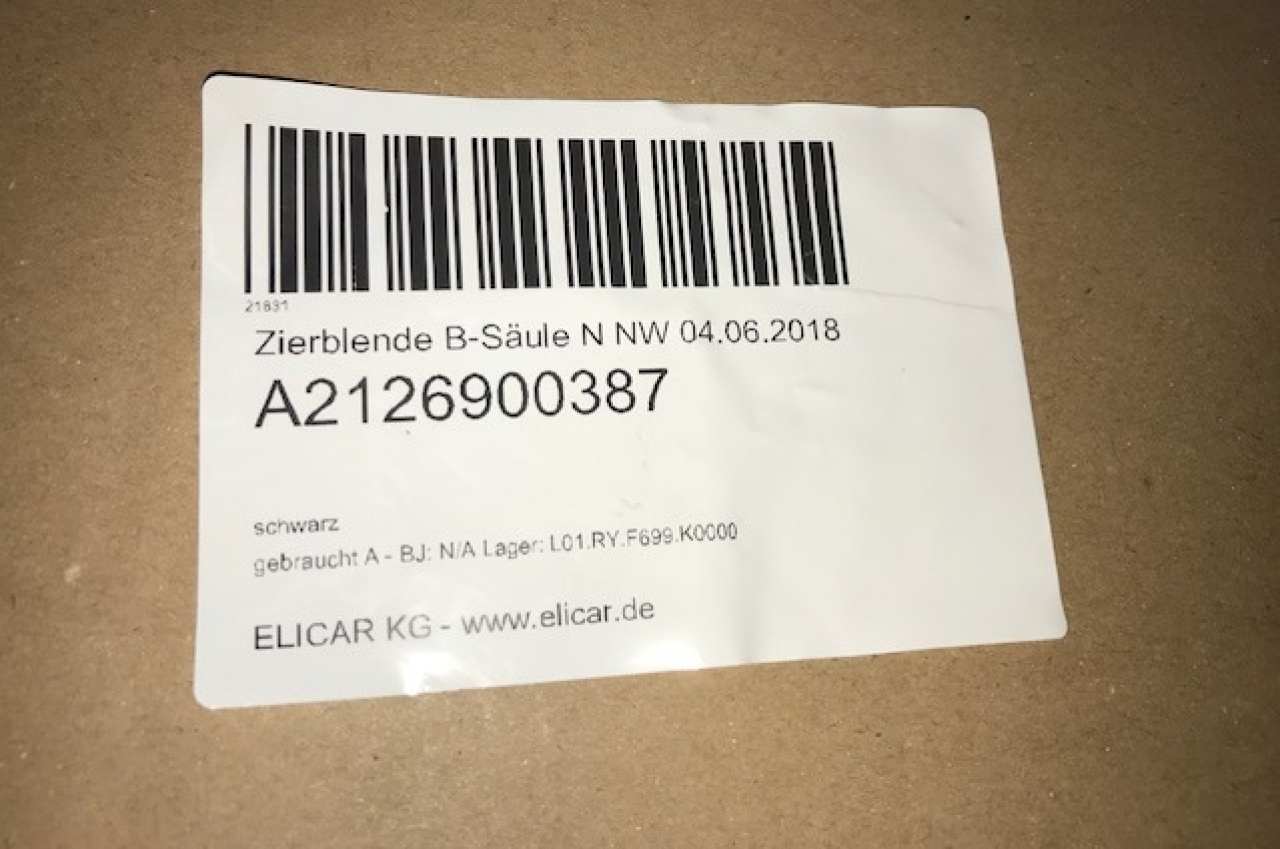 21831
Zierblende B-Säule N NW 04.06.2018
A2126900387
schwarz
gebraucht A - BJ: N/A Lager: L01.RY.F699.K0000
ELICAR KG - www.elicar.de